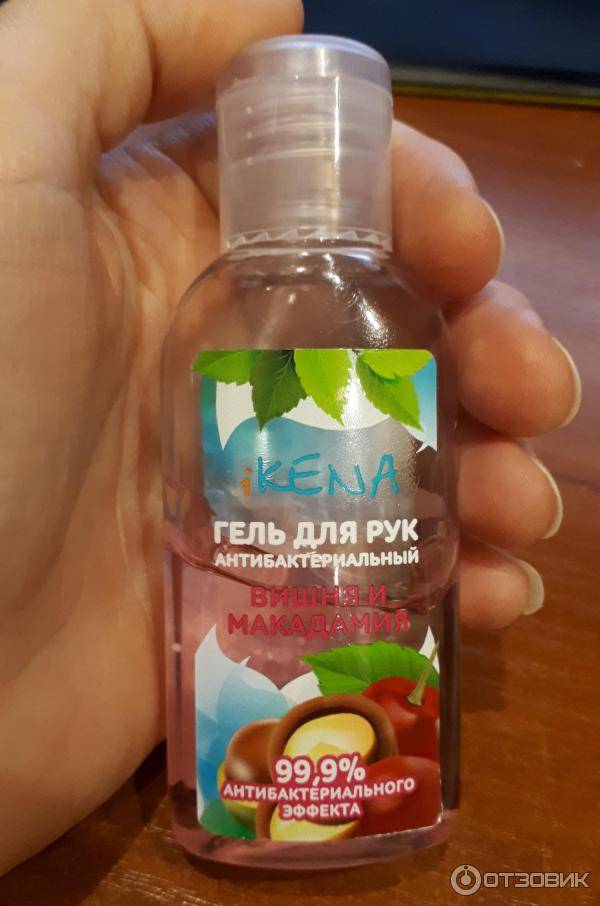 iKENA
ГЕЛЬ ДЛЯ РУК
АНТИБАКТЕРИАЛЬНЫЙ
ВИШНЯ И
МАКАДАМИЯ
99,9%
АНТИБАКТЕРИАЛЬНОГО
ЭФФЕКТА
ОТЗОВИК